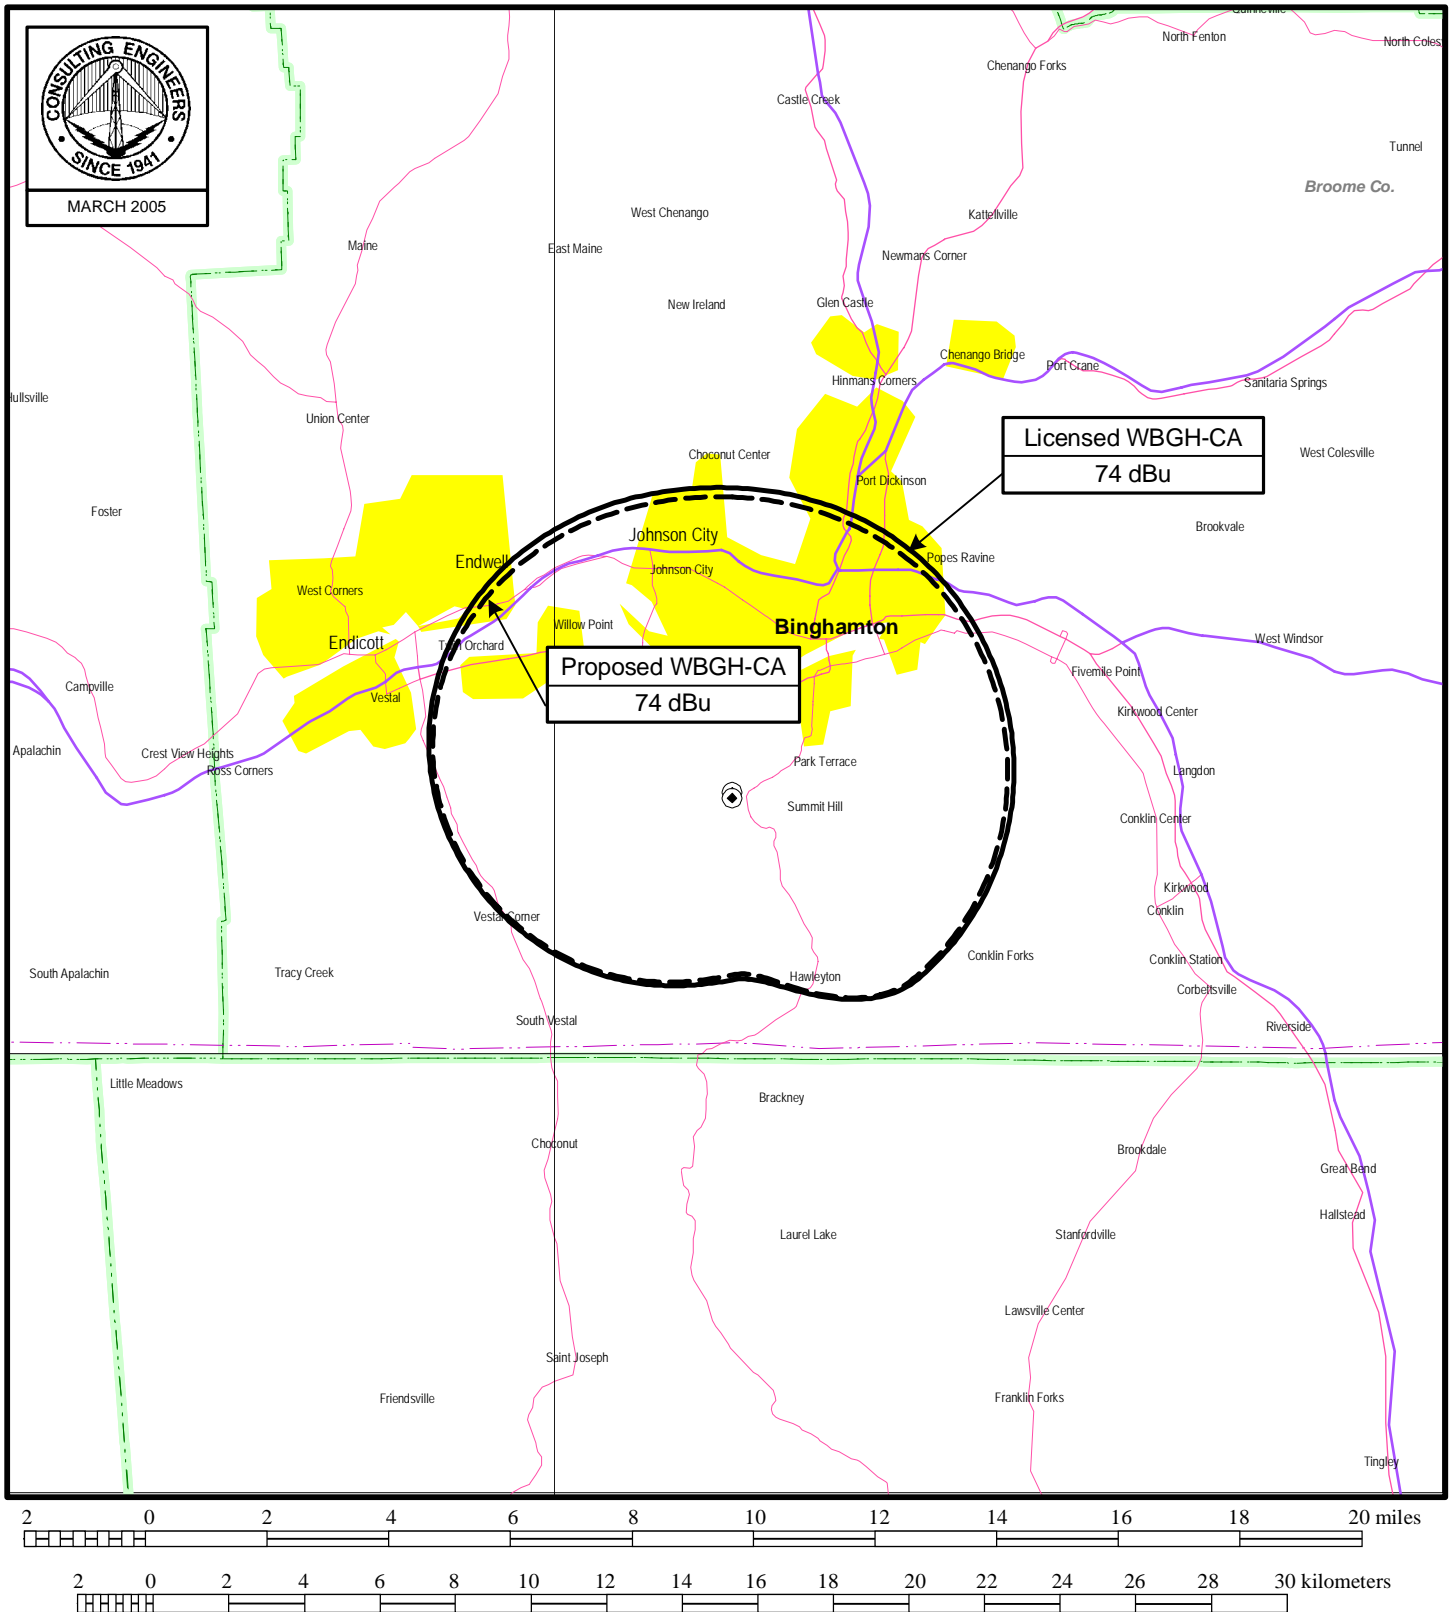 CONSULTING ENGINEERS
SINCE 1941
MARCH 2005
North Fenton
Chenango Forks
Castle Creek
Tunnel
Broome Co.
West Chenango
Kattellville
Maine
East Maine
Newmans Corner
New Ireland
Glen Castle
Chenango Bridge
Port Crane
Hinmans Corners
Sanitaria Springs
Union Center
Licensed WBGH-CA
74 dBu
Choconut Center
West Colesville
Port Dickinson
Foster
Brookvale
Johnson City
Endwell
Popes Ravine
Johnson City
West Corners
Willow Point
Binghamton
Endicott
West Windsor
Orchard
Proposed WBGH-CA
74 dBu
Fivemile Point
Campville
Vestal
Kirkwood Center
Apalachin
Crest View Heights
Ross Corners
Park Terrace
Langdon
Summit Hill
Conklin Center
Kirkwood
Conklin
Vestal Corner
Conklin Forks
Conklin Station
South Apalachin
Tracy Creek
Hawleyton
Corbettsville
South Vestal
Riverside
Little Meadows
Brackney
Choconut
Brookdale
Great Bend
Hallstead
Laurel Lake
Stanfordville
Lawsville Center
Saint Joseph
Friendsville
Franklin Forks
Tingley
2 0 2 4 6 8 10 12 14 16 18 20 miles
2 0 2 4 6 8 10 12 14 16 18 20 22 24 26 28 30 kilometers